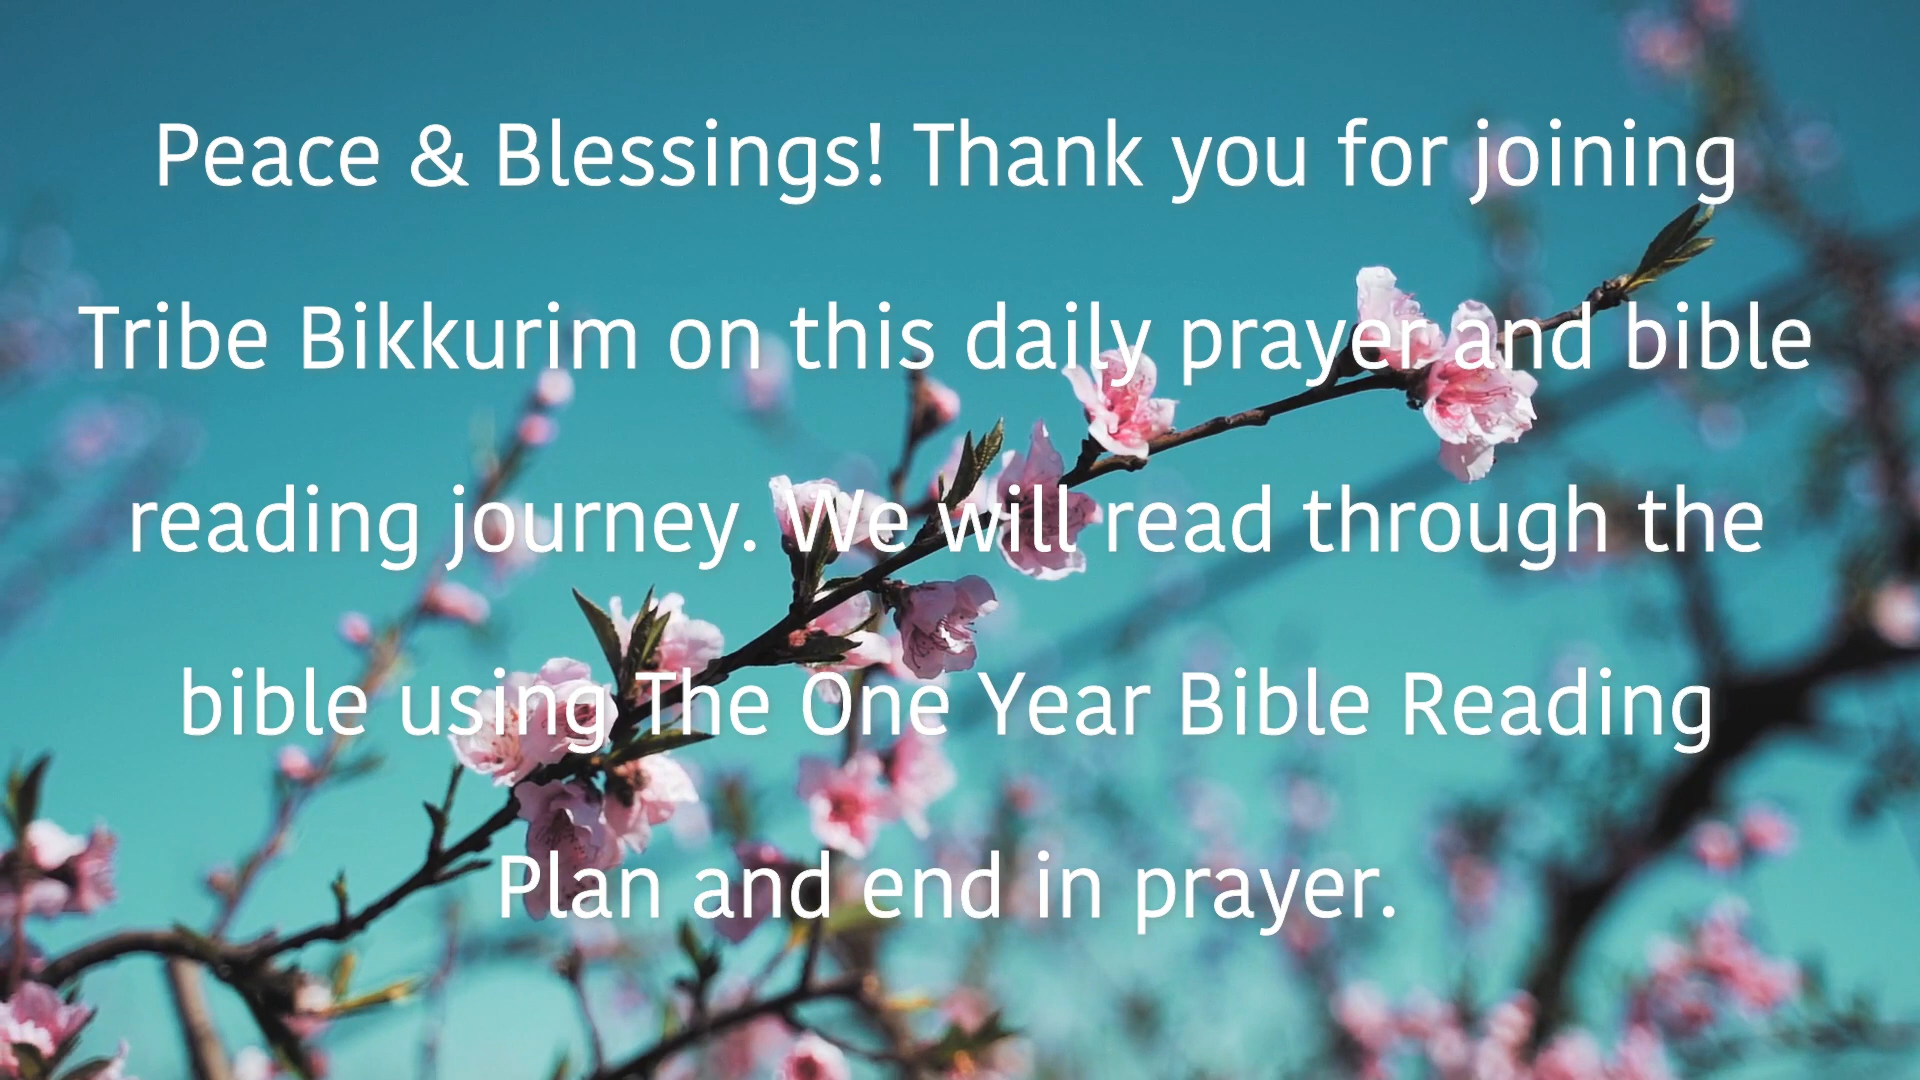 Peace & Blessings! Thank you for joining
Tribe Bikkurim on this daily prayer and bible
reading journey. We will read through the
bible using The One Year Bible Reading
Plan and end in prayer.